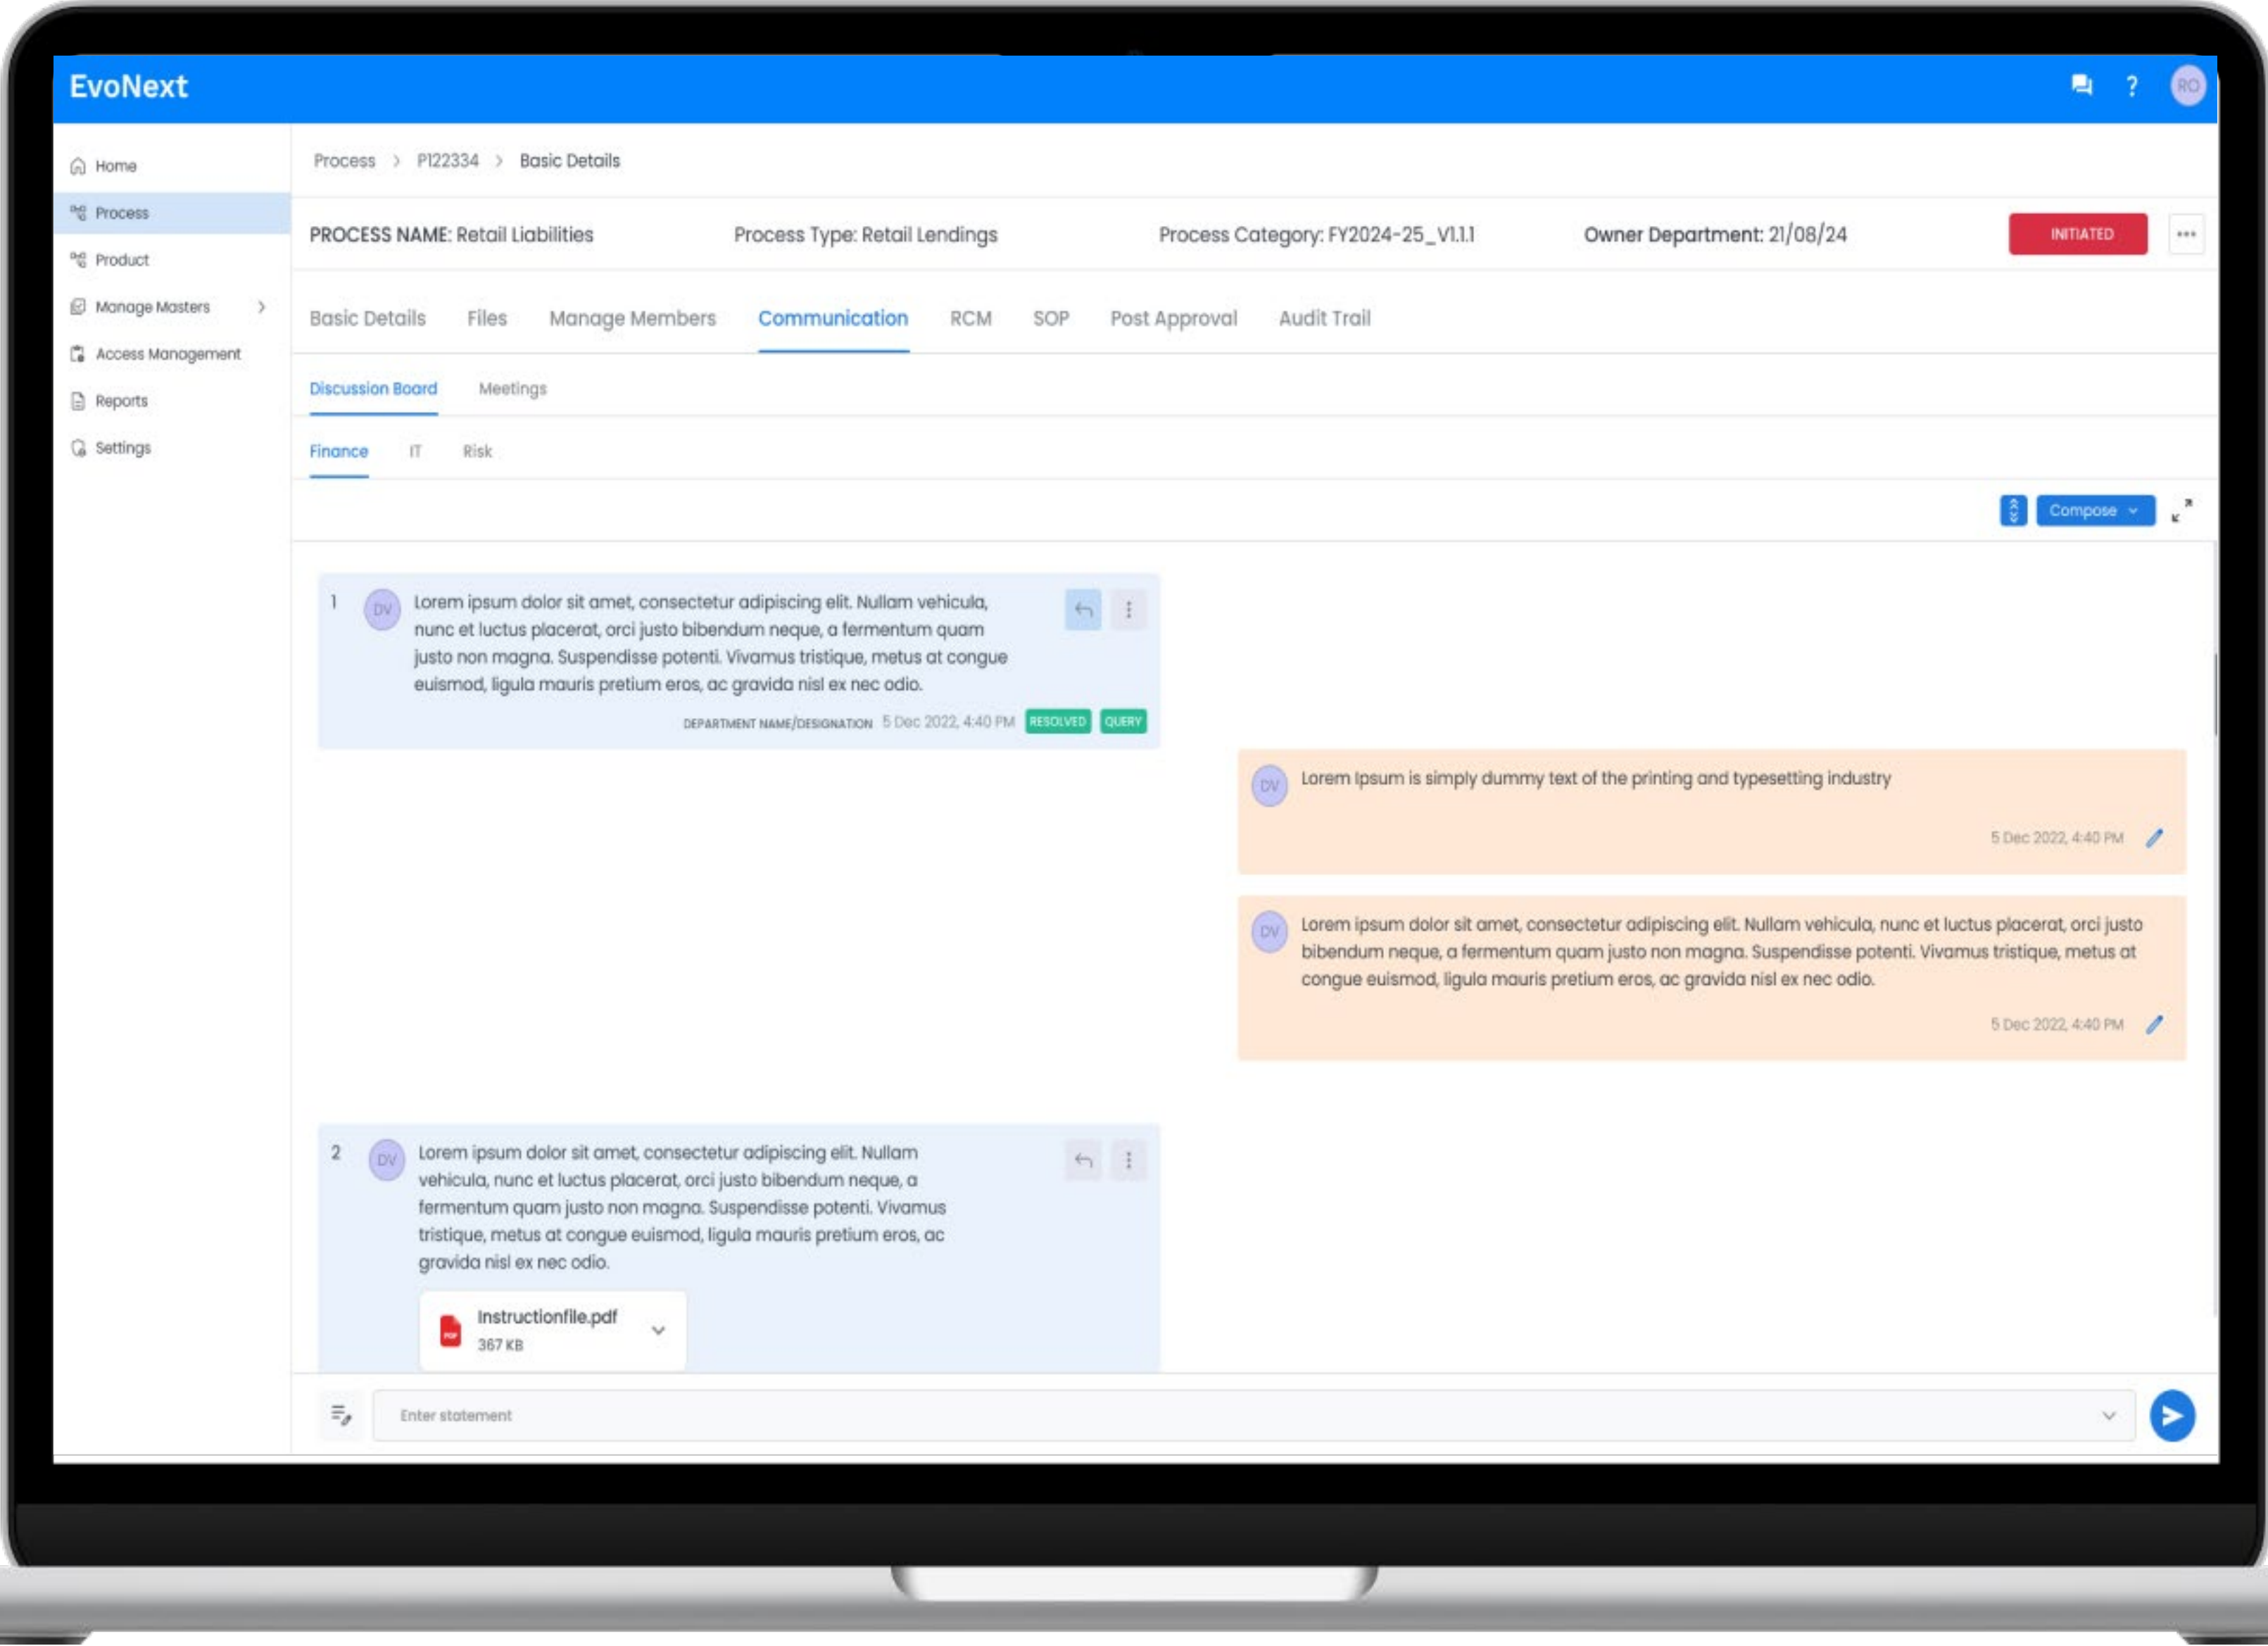 EvoNext
?
RO
Home
Process
Product
Manage Masters
Access Management
Reports
Settings
Process > P122334 > Basic Details
PROCESS NAME: Retail Liabilities
Process Type: Retail Lendings
Process Category: FY2024-25_V1.1.1
Owner Department: 21/08/24
INITIATED
Basic Details
Files
Manage Members
Communication
RCM
SOP
Post Approval
Audit Trail
Discussion Board
Meetings
Finance
IT
Risk
Compose
1
DV
Lorem ipsum dolor sit amet, consectetur adipiscing elit. Nullam vehicula,
nunc et luctus placerat, orci justo bibendum neque, a fermentum quam
justo non magna. Suspendisse potenti. Vivamus tristique, metus at congue
euismod, ligula mauris pretium eros, ac gravida nisl ex nec odio.
DEPARTMENT NAME/DESIGNATION 5 Dec 2022, 4:40 PM RESOLVED QUERY
DV
Lorem Ipsum is simply dummy text of the printing and typesetting industry
5 Dec 2022, 4:40 PM
DV
Lorem ipsum dolor sit amet, consectetur adipiscing elit. Nullam vehicula, nunc et luctus placerat, orci justo
bibendum neque, a fermentum quam justo non magna. Suspendisse potenti. Vivamus tristique, metus at
congue euismod, ligula mauris pretium eros, ac gravida nisl ex nec odio.
5 Dec 2022, 4:40 PM
2
DV
Lorem ipsum dolor sit amet, consectetur adipiscing elit. Nullam
vehicula, nunc et luctus placerat, orci justo bibendum neque, a
fermentum quam justo non magna. Suspendisse potenti. Vivamus
tristique, metus at congue euismod, ligula mauris pretium eros, ac
gravida nisl ex nec odio.
PDF
Instructionfile.pdf
367 KB
Enter statement